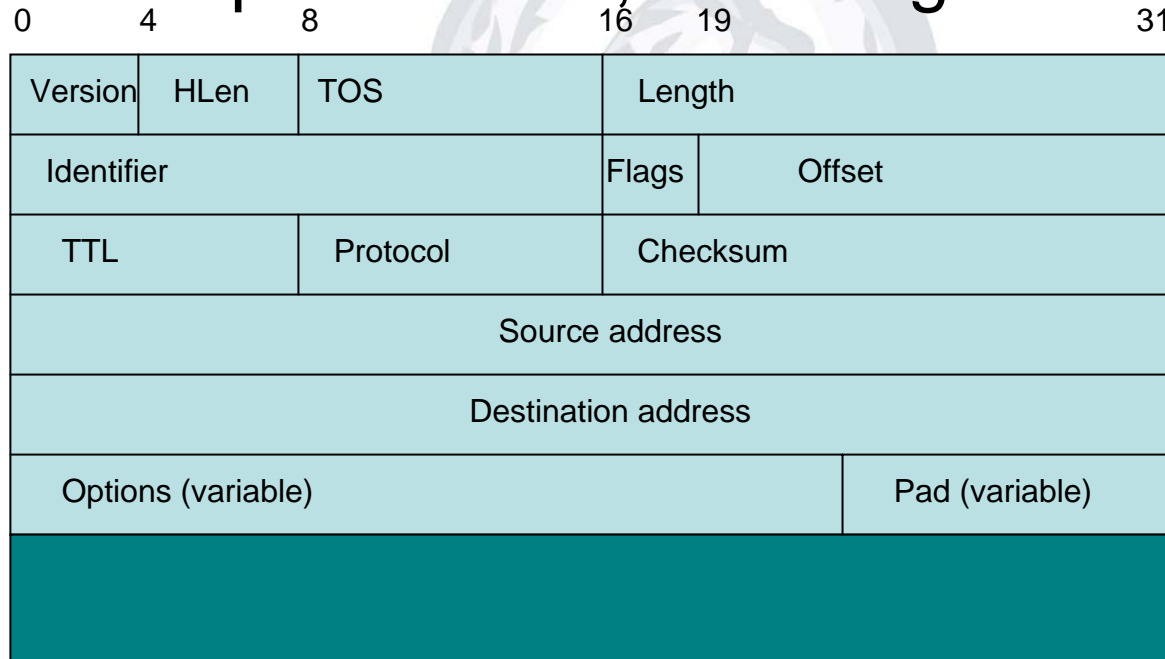 0 4 8 16 19 31
Version HLen TOS Length
Identifier Flags Offset
TTL Protocol Checksum
Source address
Destination address
Options (variable) Pad (variable)